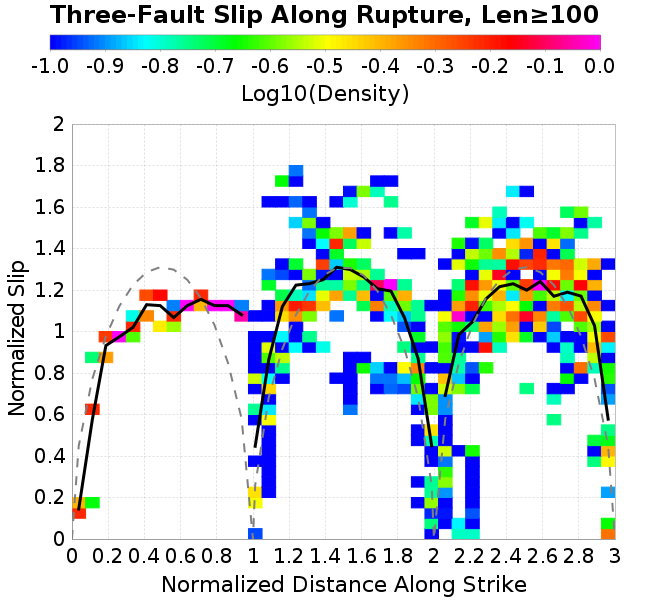 Three-Fault Slip Along Rupture, Len≥100
-1.0 -0.9 -0.8 -0.7 -0.6 -0.5 -0.4 -0.3 -0.2 -0.1 0.0
Log10(Density)
2
1.8
1.6
1.4
1.2
1
0.8
0.6
0.4
0.2
0
Normalized Slip
0 0.2 0.4 0.6 0.8 1 1.2 1.4 1.6 1.8 2 2.2 2.4 2.6 2.8 3
Normalized Distance Along Strike